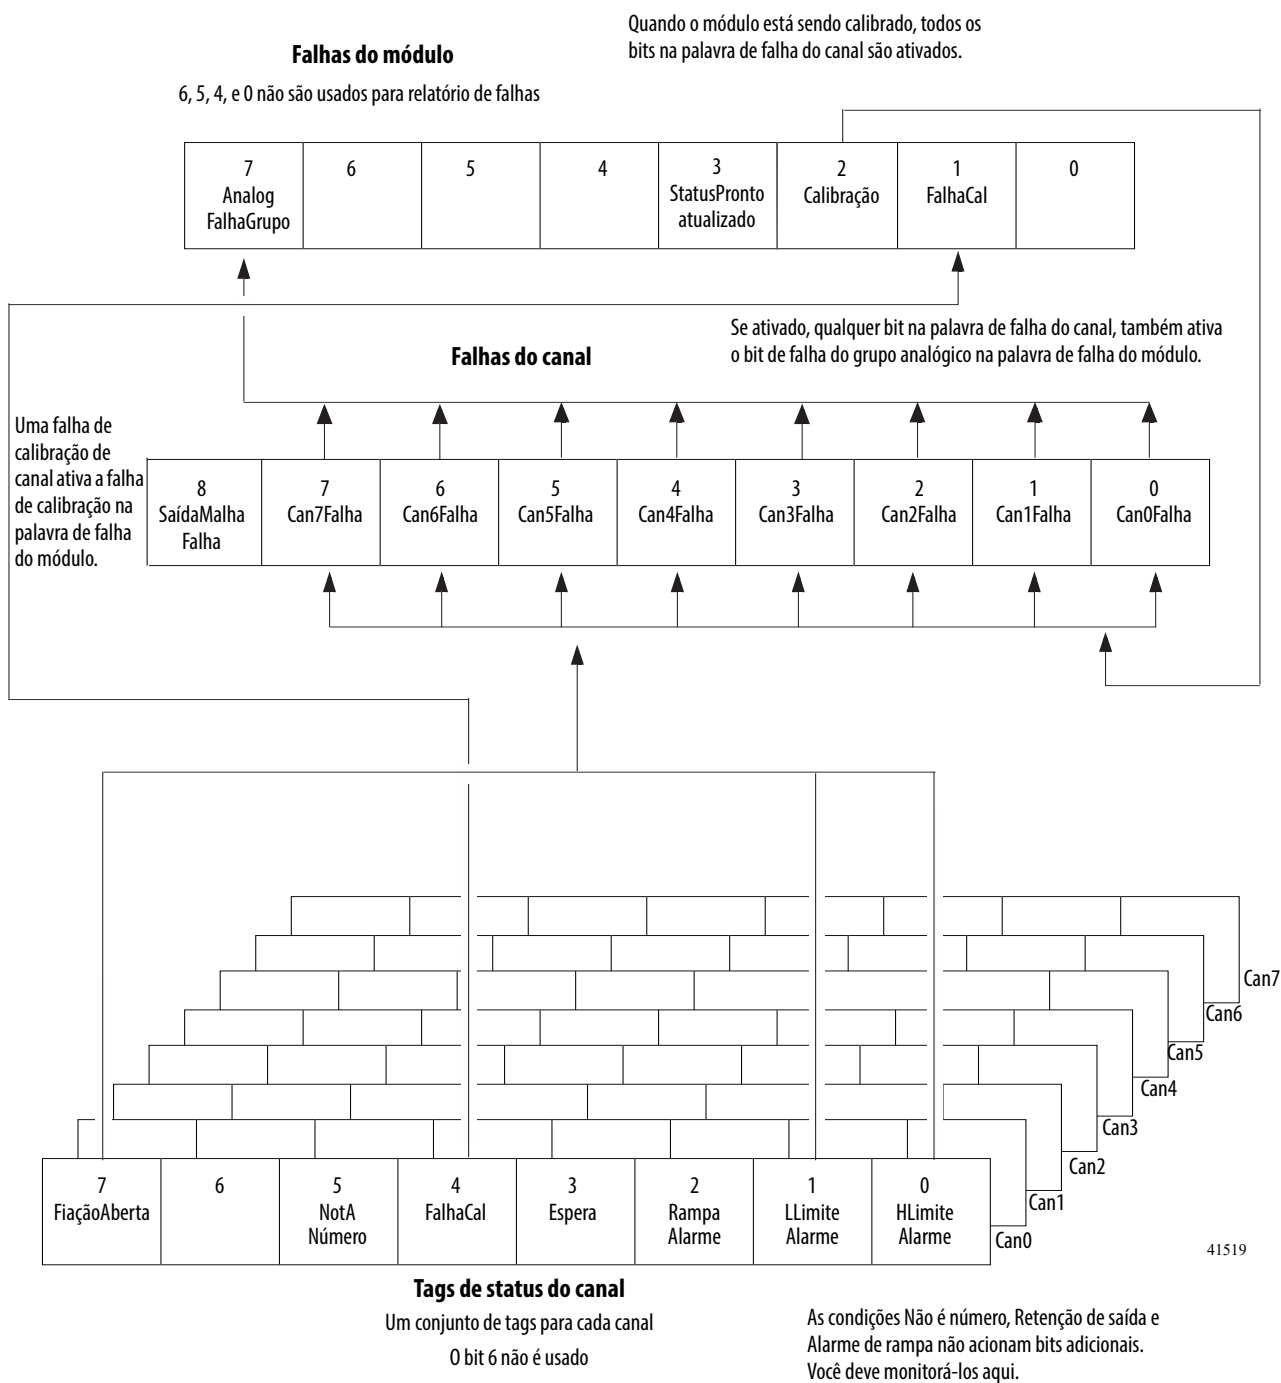 Quando o módulo está sendo calibrado, todos os
bits na palavra de falha do canal são ativados.
Falhas do módulo
6, 5, 4, e 0 não são usados para relatório de falhas
7 6 5 4 3 2 1 0
Analog StatusPronto Calibração FalhaCal
FalhaGrupo atualizado
Se ativado, qualquer bit na palavra de falha do canal, também ativa
o bit de falha do grupo analógico na palavra de falha do módulo.
Falhas do canal
Uma falha de
calibração de
canal ativa a falha
de calibração na
palavra de falha
do módulo.
8 7 6 5 4 3 2 1 0
SaídaMalha Can7Falha Can6Falha Can5Falha Can4Falha Can3Falha Can2Falha Can1Falha Can0Falha
Falha
Can7
Can6
Can5
Can4
Can3
Can2
Can1
Can0
7 6 5 4 3 2 1 0
FiaçãoAberta NotA FalhaCal Espera Rampa LLimite HLimite
Número Alarme Alarme Alarme
41519
Tags de status do canal
Um conjunto de tags para cada canal
O bit 6 não é usado
As condições Não é número, Retenção de saída e
Alarme de rampa não acionam bits adicionais.
Você deve monitorá-los aqui.